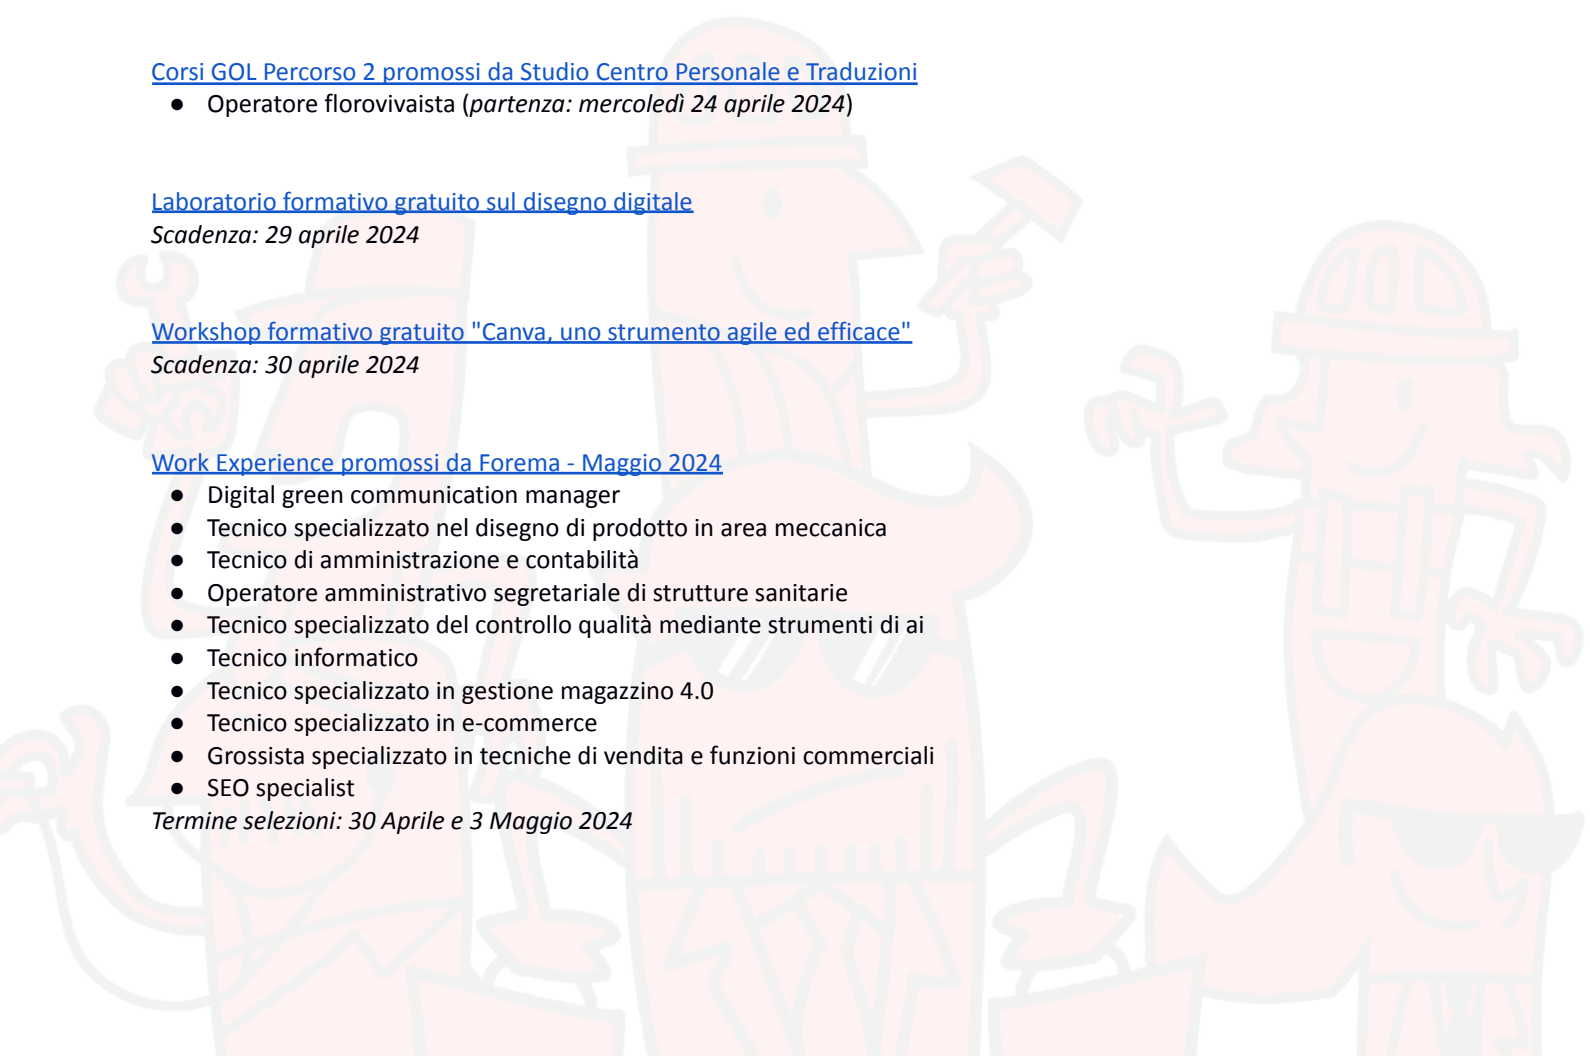 Corsi GOL Percorso 2 promossi da Studio Centro Personale e Traduzioni
● Operatore florovivaista (partenza: mercoledì 24 aprile 2024)
Laboratorio formativo gratuito sul disegno digitale
Scadenza: 29 aprile 2024
Workshop formativo gratuito "Canva, uno strumento agile ed efficace"
Scadenza: 30 aprile 2024
Work Experience promossi da Forema - Maggio 2024
● Digital green communication manager
● Tecnico specializzato nel disegno di prodotto in area meccanica
● Tecnico di amministrazione e contabilità
● Operatore amministrativo segretariale di strutture sanitarie
● Tecnico specializzato del controllo qualità mediante strumenti di ai
● Tecnico informatico
● Tecnico specializzato in gestione magazzino 4.0
● Tecnico specializzato in e-commerce
● Grossista specializzato in tecniche di vendita e funzioni commerciali
● SEO specialist
Termine selezioni: 30 Aprile e 3 Maggio 2024